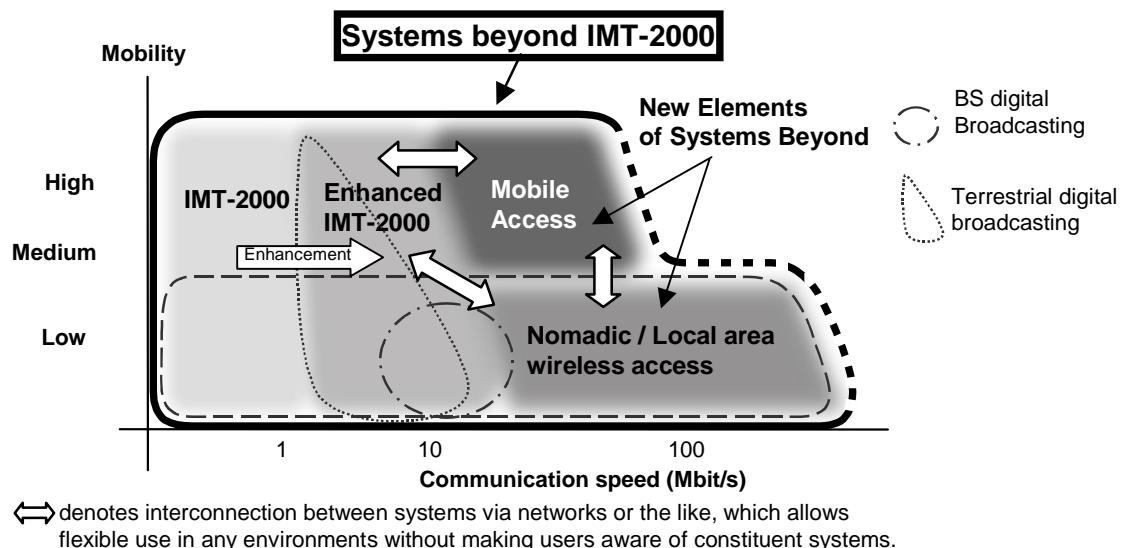 Systems beyond IMT-2000
Mobility
New Elements
of Systems Beyond
BS digital
Broadcasting
High
IMT-2000
Enhanced
IMT-2000
Mobile
Access
Terrestrial digital
broadcasting
Medium
Enhancement
Low
Nomadic / Local area
wireless access
1
10
100
Communication speed (Mbit/s)
denotes interconnection between systems via networks or the like, which allows
flexible use in any environments without making users aware of constituent systems.